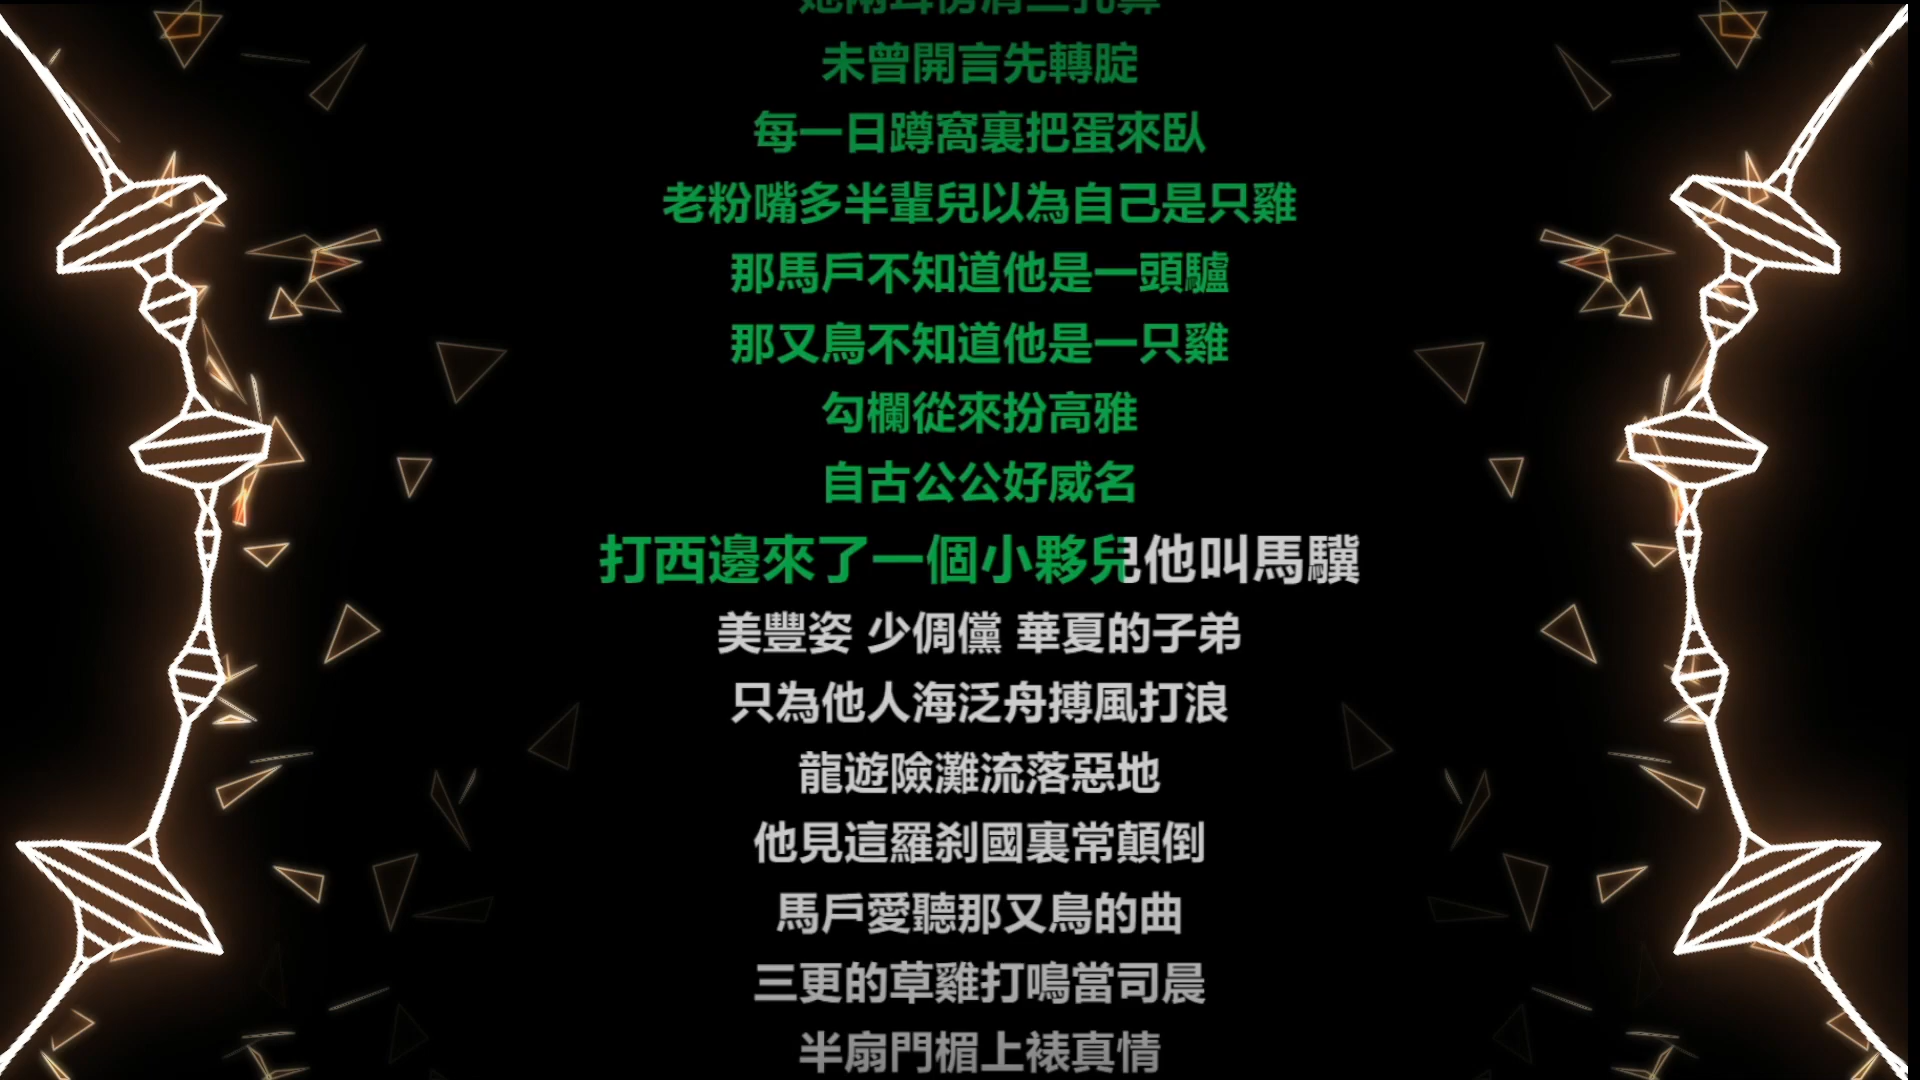 未曾開言先轉腚
每一日蹲窩裏把蛋來臥
老粉嘴多半輩兒以為自己是只雞
那馬戶不知道他是一頭驢
那又鳥不知道他是一只雞
勾欄從來扮高雅
自古公公好威名
打西邊來了一個小夥兒他叫馬驥
美豐姿 少倜儻 華夏的子弟
只為他人海泛舟搏風打浪
龍遊險灘流落惡地
他見這羅刹國裏常顛倒
馬戶愛聽那又鳥的曲
三更的草雞打鳴當司晨
半扇門楣上裱真情